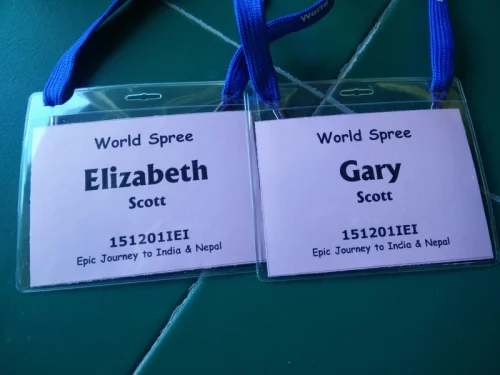 World
World Spree
Elizabeth
Scott
151201IEI
Epic Journey to India & Nepal
World Spree
Gary
Scott
151201IEI
Epic Journey to India & Nepal